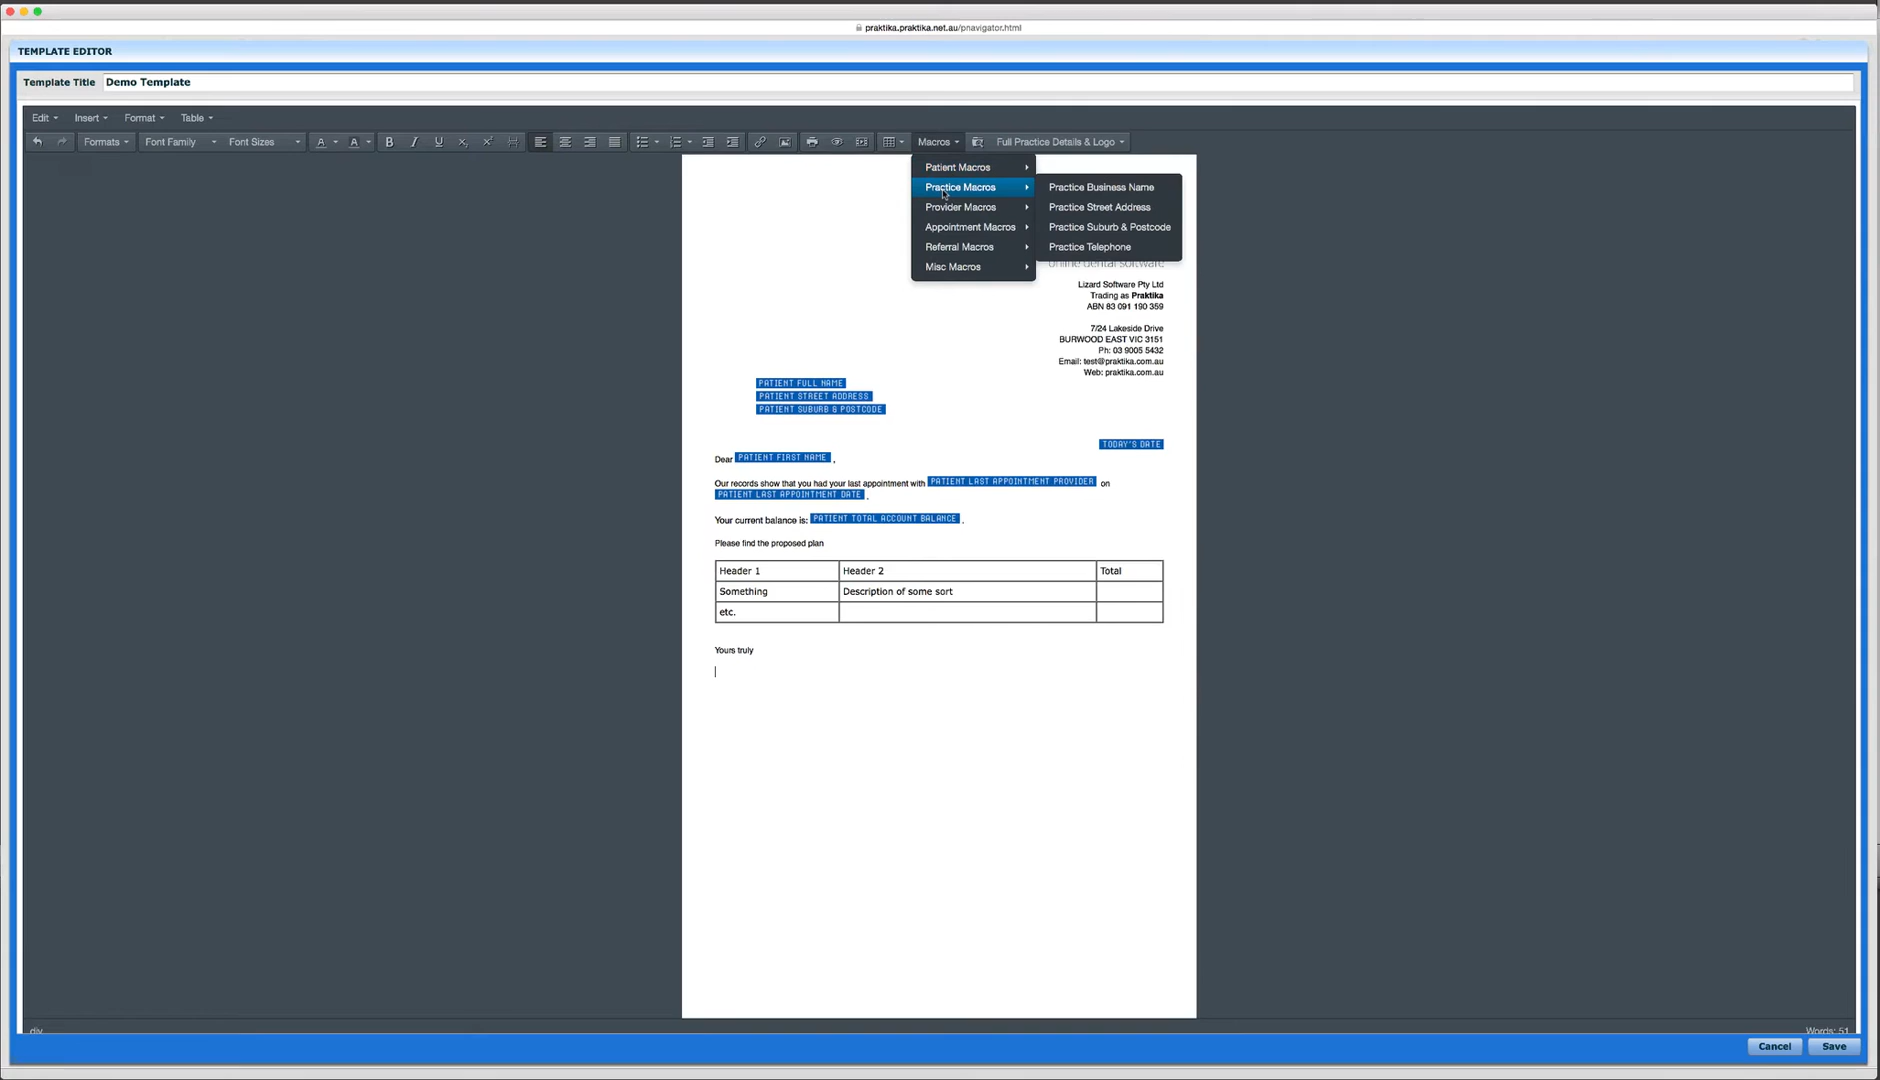 praktika.praktika.net.au/pnavigator.html
TEMPLATE EDITOR
Template Title Demo Template
Edit Insert Format Table
Formats Font Family Font Sizes A A B I U Macros Full Practice Details & Logo
Patient Macros
Practice Macros
Provider Macros
Appointment Macros
Referral Macros
Misc Macros
Practice Business Name
Practice Street Address
Practice Suburb & Postcode
Practice Telephone
online dental software
Lizard Software Pty Ltd
Trading as Praktika
ABN 83 091 190 359
7/24 Lakeside Drive
BURWOOD EAST VIC 3151
Ph: 03 9005 5432
Email: test@praktika.com.au
Web: praktika.com.au
PATIENT FULL NAME
PATIENT STREET ADDRESS
PATIENT SUBURB & POSTCODE
TODAY'S DATE
Dear PATIENT FIRST NAME ,
Our records show that you had your last appointment with PATIENT LAST APPOINTMENT PROVIDER on
PATIENT LAST APPOINTMENT DATE .
Your current balance is: PATIENT TOTAL ACCOUNT BALANCE .
Please find the proposed plan
Header 1 Header 2 Total
Something Description of some sort
etc.
Yours truly
div
Words: 51
Cancel Save